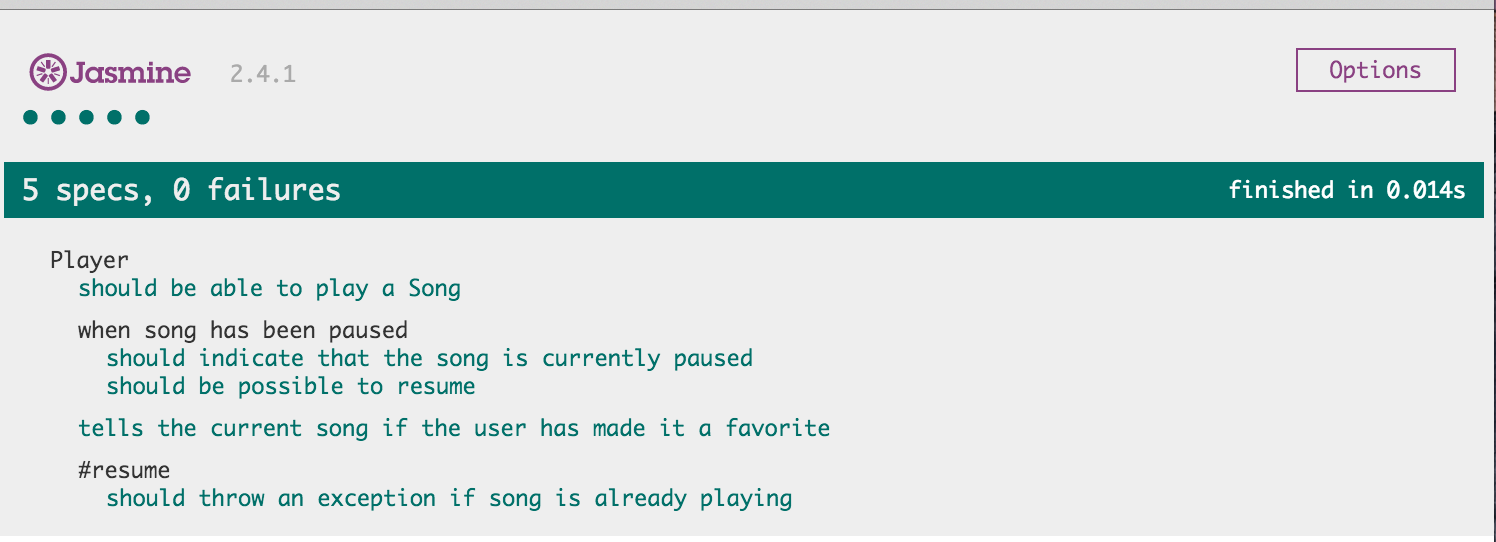 Jasmine 2.4.1 Options
5 specs, 0 failures finished in 0.014s
Player
should be able to play a Song
when song has been paused
should indicate that the song is currently paused
should be possible to resume
tells the current song if the user has made it a favorite
#resume
should throw an exception if song is already playing